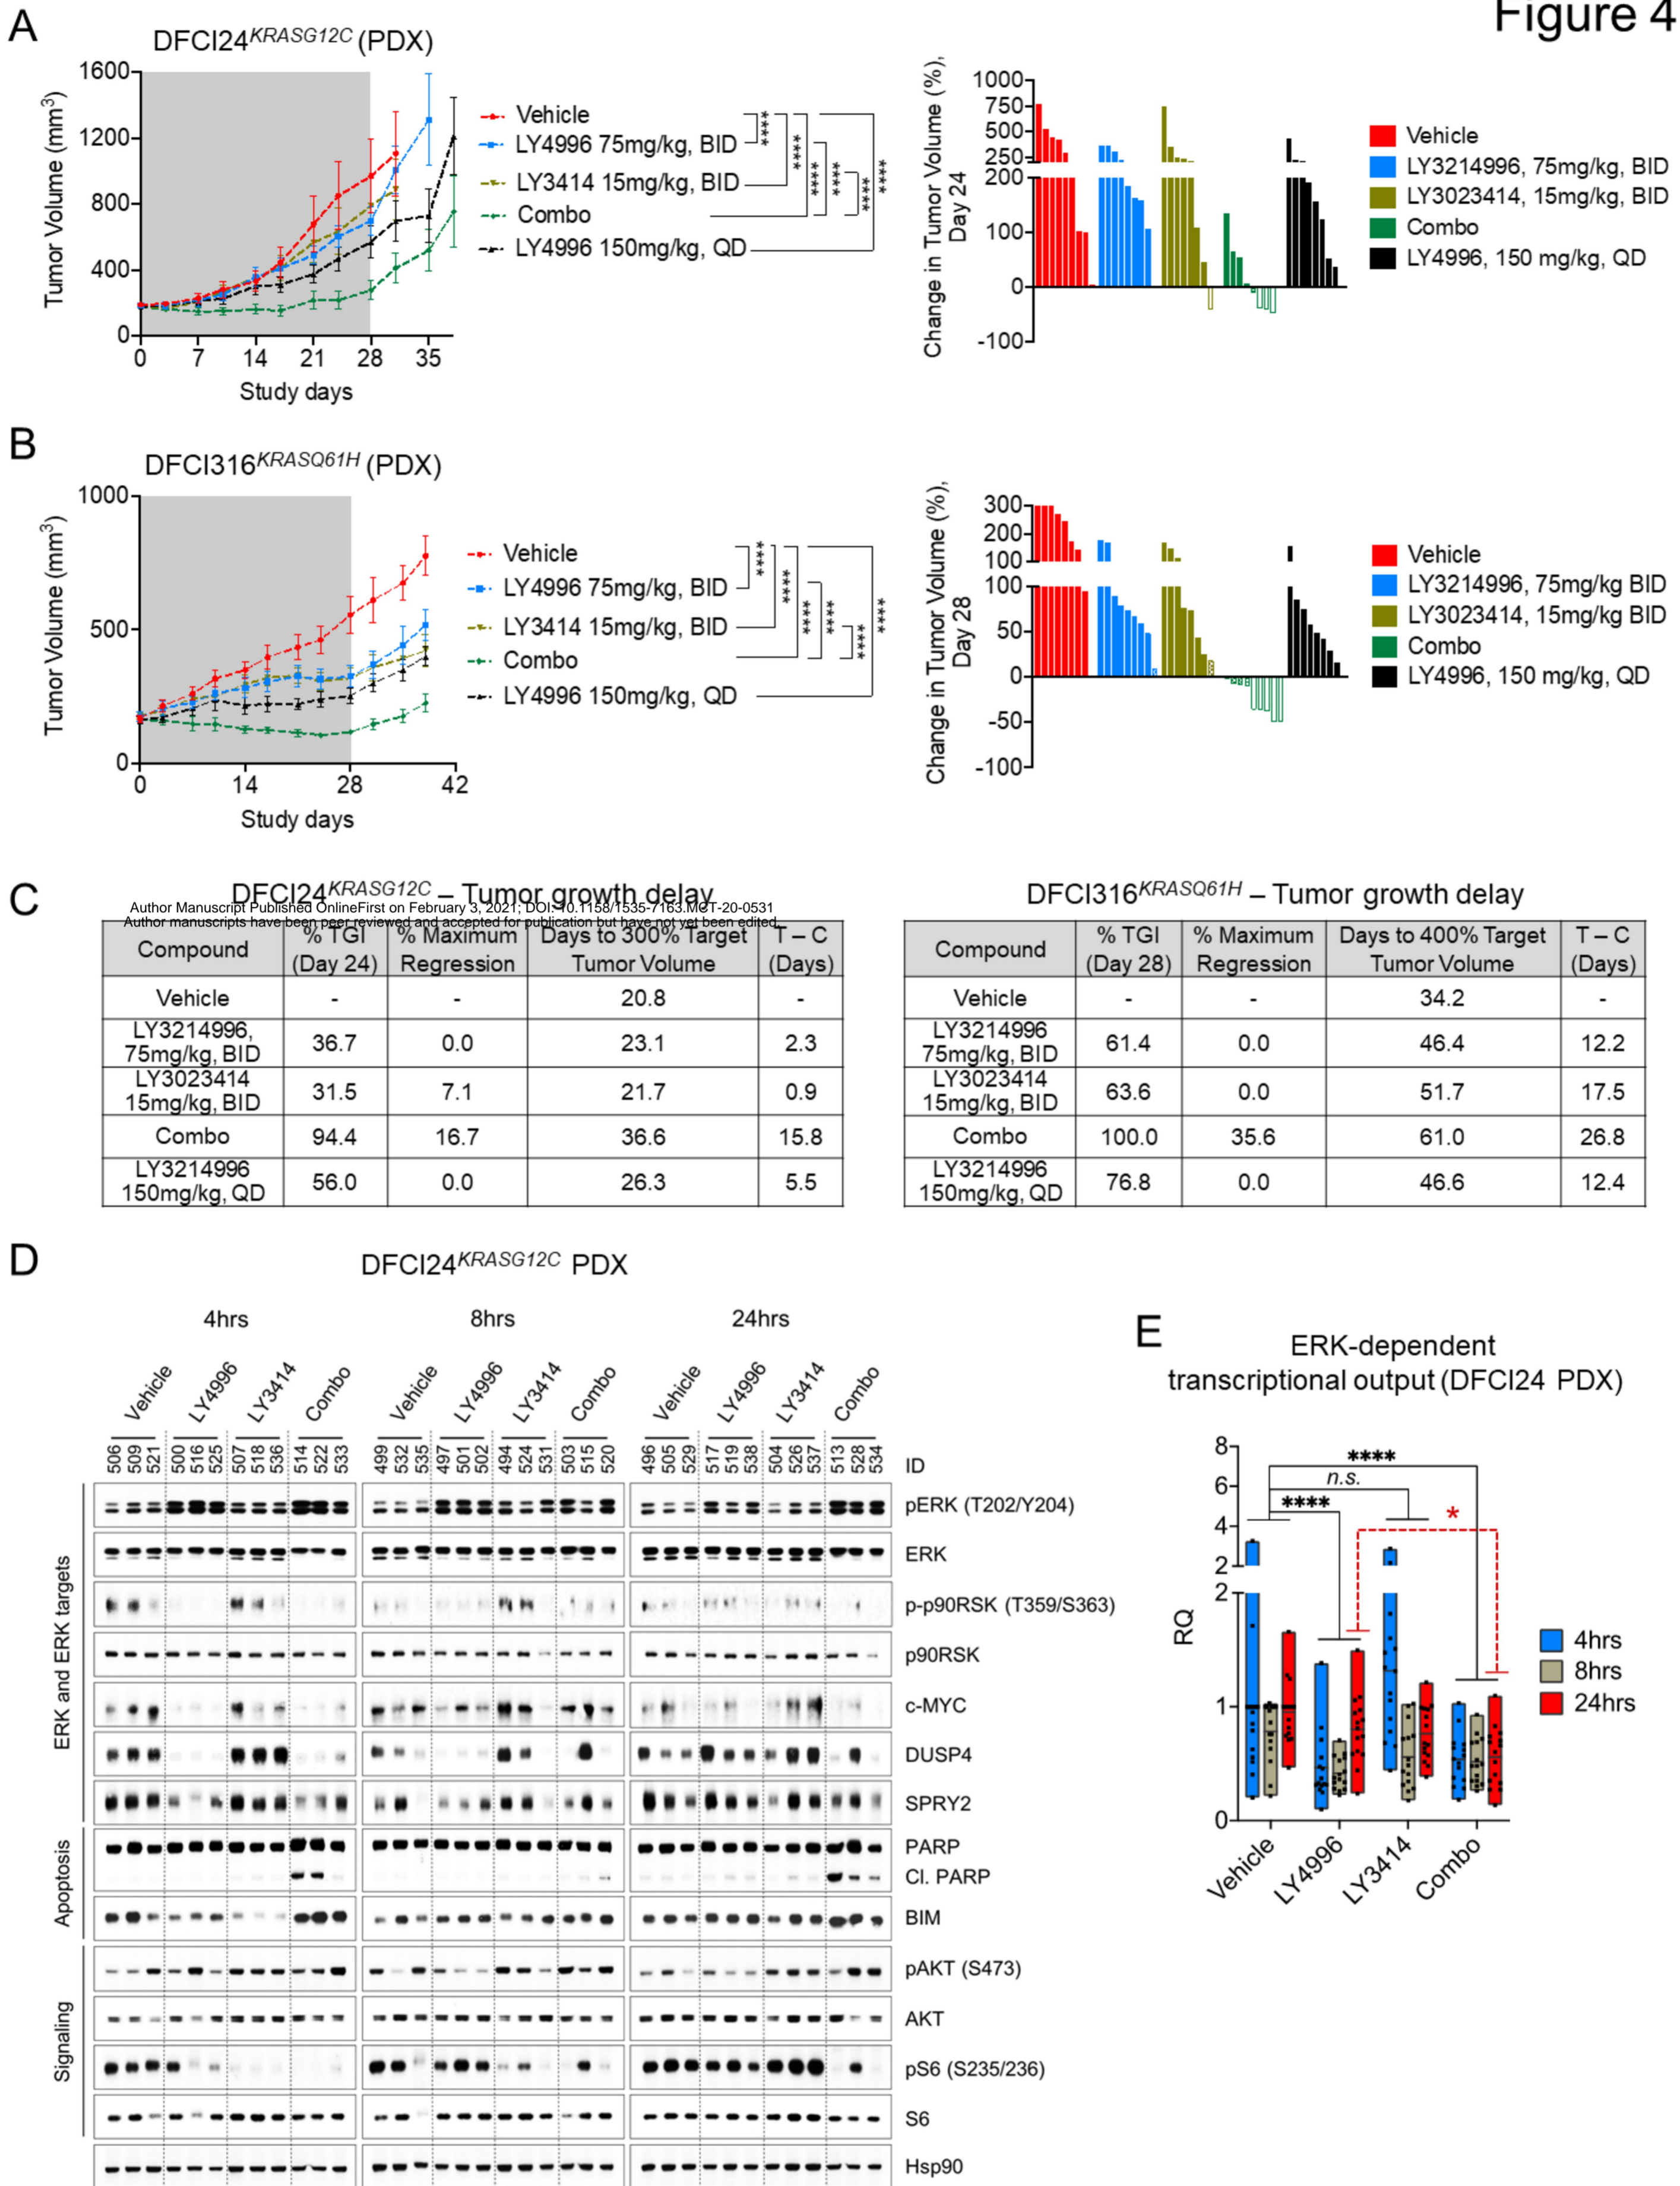 Figure 4
A
DFCI24KRASG12C (PDX)
Tumor Volume (mm3)
1600
1200
800
400
0
0 7 14 21 28 35
Study days
Vehicle
LY4996 75mg/kg, BID
LY3414 15mg/kg, BID
Combo
LY4996 150mg/kg, QD
****
****
****
****
****
****
Change in Tumor Volume (%),
Day 24
1000
750
500
250
200
100
0
-100
Vehicle
LY3214996, 75mg/kg, BID
LY3023414, 15mg/kg, BID
Combo
LY4996, 150 mg/kg, QD
B
DFCI316KRASQ61H (PDX)
Tumor Volume (mm3)
1000
500
0
0 14 28 42
Study days
Vehicle
LY4996 75mg/kg, BID
LY3414 15mg/kg, BID
Combo
LY4996 150mg/kg, QD
****
****
****
****
****
****
Change in Tumor Volume (%),
Day 28
300
200
100
100
50
0
-50
-100
Vehicle
LY3214996, 75mg/kg BID
LY3023414, 15mg/kg BID
Combo
LY4996, 150 mg/kg, QD
C
DFCI24KRASG12C – Tumor growth delay
Author Manuscript Published OnlineFirst on February 3, 2021; DOI: 10.1158/1535-7163.MCT-20-0531
Author manuscripts have been peer reviewed and accepted for publication but have not yet been edited.
Compound % TGI (Day 24) % Maximum Regression Days to 300% Target Tumor Volume T – C (Days)
Vehicle - - 20.8 -
LY3214996, 75mg/kg, BID 36.7 0.0 23.1 2.3
LY3023414 15mg/kg, BID 31.5 7.1 21.7 0.9
Combo 94.4 16.7 36.6 15.8
LY3214996 150mg/kg, QD 56.0 0.0 26.3 5.5
DFCI316KRASQ61H – Tumor growth delay
Compound % TGI (Day 28) % Maximum Regression Days to 400% Target Tumor Volume T – C (Days)
Vehicle - - 34.2 -
LY3214996 75mg/kg, BID 61.4 0.0 46.4 12.2
LY3023414 15mg/kg, BID 63.6 0.0 51.7 17.5
Combo 100.0 35.6 61.0 26.8
LY3214996 150mg/kg, QD 76.8 0.0 46.6 12.4
D
DFCI24KRASG12C PDX
4hrs 8hrs 24hrs
Vehicle LY4996 LY3414 Combo Vehicle LY4996 LY3414 Combo Vehicle LY4996 LY3414 Combo
506 509 521 500 516 525 507 518 536 514 522 533 499 532 535 497 501 502 494 524 531 503 515 520 496 505 529 517 519 538 504 526 537 513 528 534 ID
ERK and ERK targets
pERK (T202/Y204)
ERK
p-p90RSK (T359/S363)
p90RSK
c-MYC
DUSP4
SPRY2
Apoptosis
PARP
Cl. PARP
BIM
Signaling
pAKT (S473)
AKT
pS6 (S235/236)
S6
Hsp90
E
ERK-dependent
transcriptional output (DFCI24 PDX)
RQ
8
6
4
2
2
1
0
****
n.s.
****
*
Vehicle LY4996 LY3414 Combo
4hrs
8hrs
24hrs